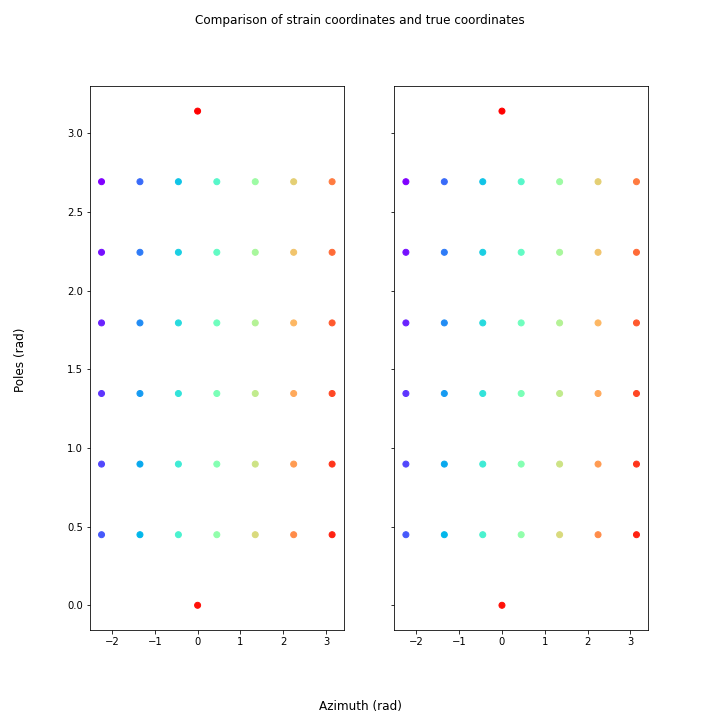 Comparison of strain coordinates and true coordinates
3.0
2.5
2.0
1.5
1.0
0.5
0.0
Poles (rad)
−2 −1 0 1 2 3
−2 −1 0 1 2 3
Azimuth (rad)